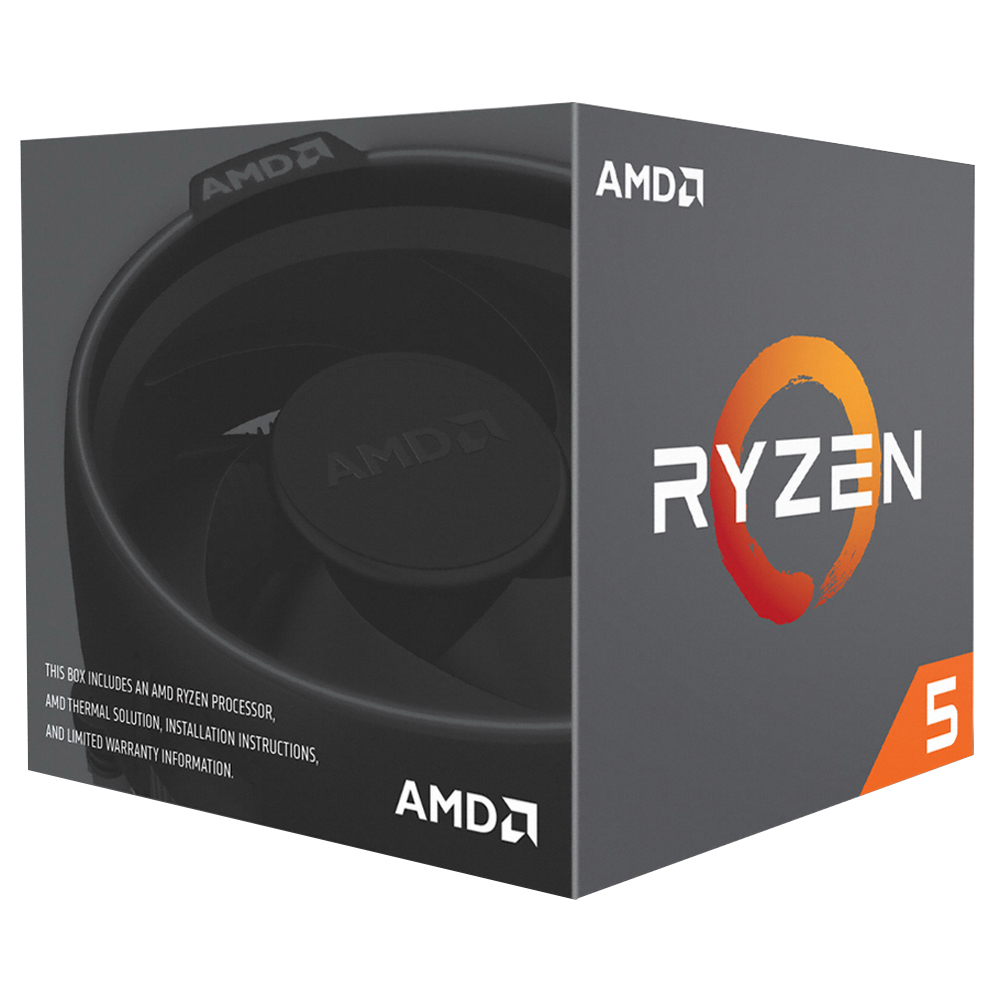 AMD
AMD
THIS BOX INCLUDES AN AMD RYZEN PROCESSOR,
AMD THERMAL SOLUTION, INSTALLATION INSTRUCTIONS,
AND LIMITED WARRANTY INFORMATION.
AMD
AMD
RYZEN
5